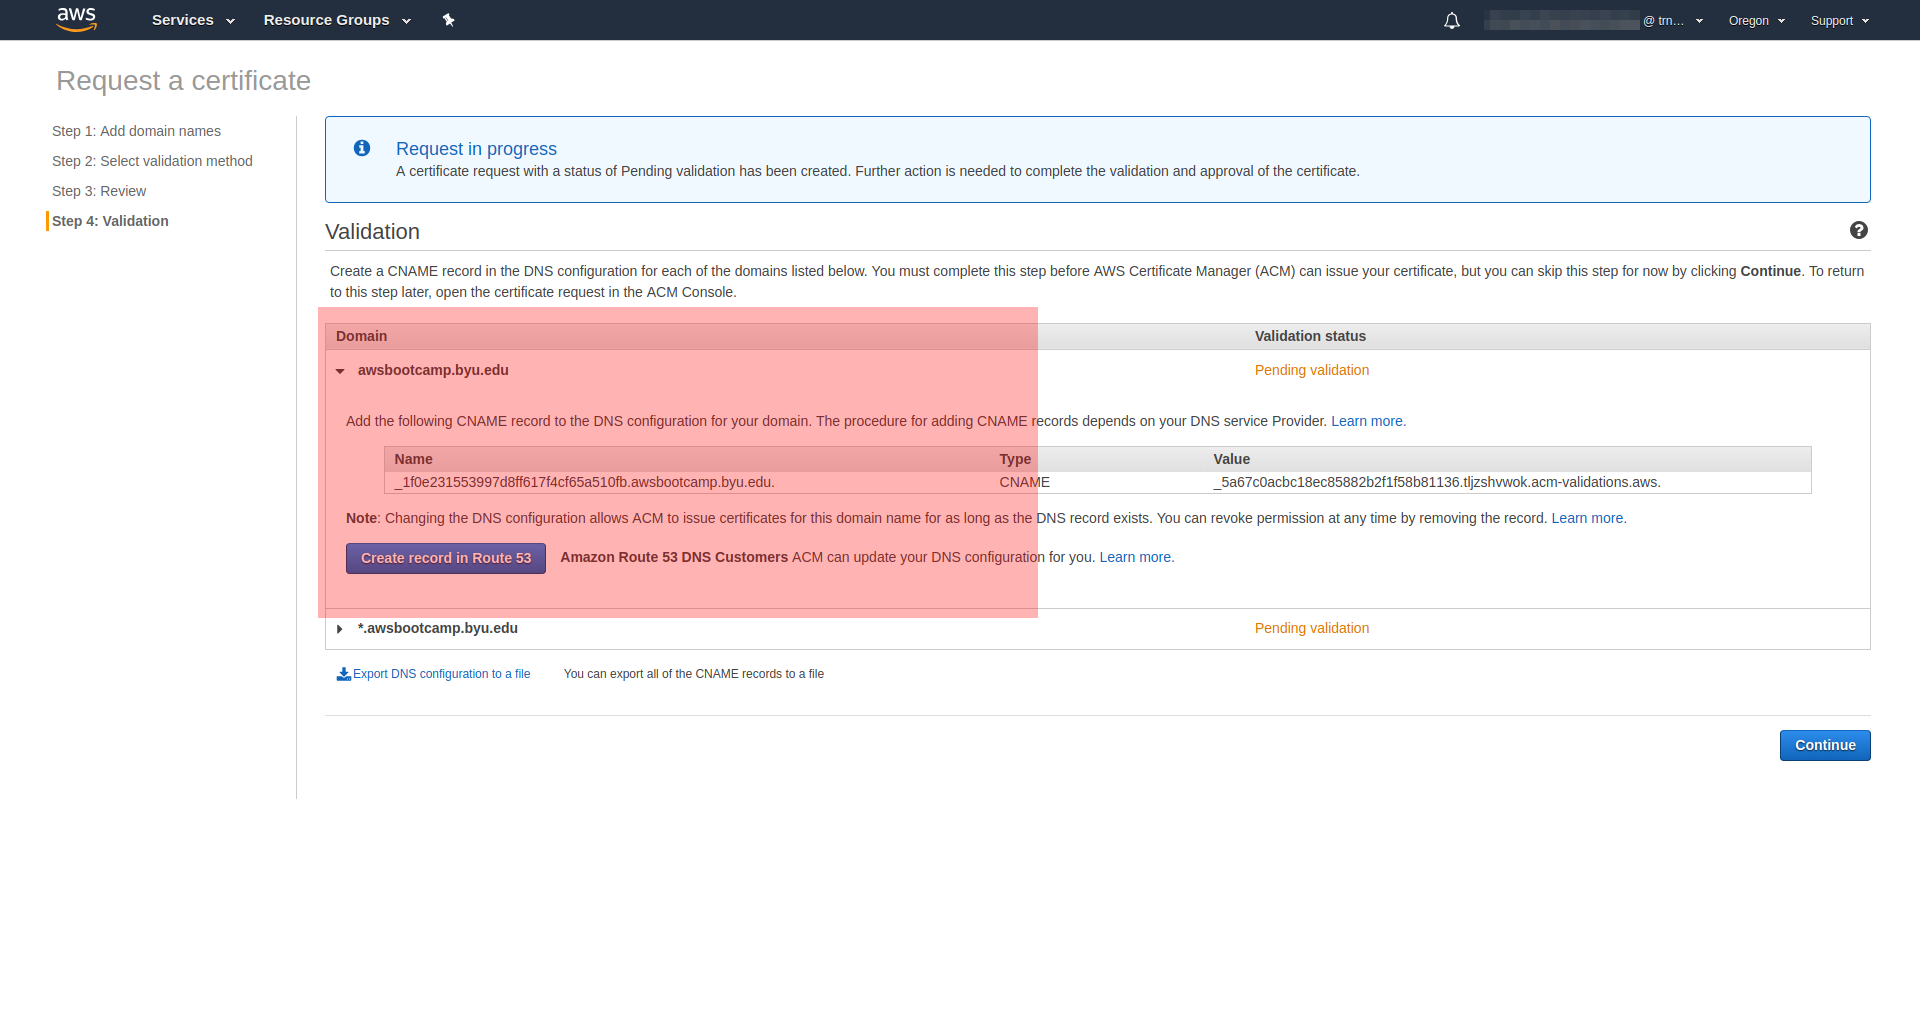 aws Services Resource Groups @ trn... Oregon Support
Request a certificate
Step 1: Add domain names
Step 2: Select validation method
Step 3: Review
Step 4: Validation
Request in progress
A certificate request with a status of Pending validation has been created. Further action is needed to complete the validation and approval of the certificate.
Validation
Create a CNAME record in the DNS configuration for each of the domains listed below. You must complete this step before AWS Certificate Manager (ACM) can issue your certificate, but you can skip this step for now by clicking Continue. To return
to this step later, open the certificate request in the ACM Console.
Domain Validation status
awsbootcamp.byu.edu Pending validation
Add the following CNAME record to the DNS configuration for your domain. The procedure for adding CNAME records depends on your DNS service Provider. Learn more.
Name Type Value
_1f0e231553997d8ff617f4cf65a510fb.awsbootcamp.byu.edu. CNAME _5a67c0acbc18ec85882b2f1f58b81136.tljzshvwok.acm-validations.aws.
Note: Changing the DNS configuration allows ACM to issue certificates for this domain name for as long as the DNS record exists. You can revoke permission at any time by removing the record. Learn more.
Create record in Route 53 Amazon Route 53 DNS Customers ACM can update your DNS configuration for you. Learn more.
*.awsbootcamp.byu.edu Pending validation
Export DNS configuration to a file You can export all of the CNAME records to a file
Continue